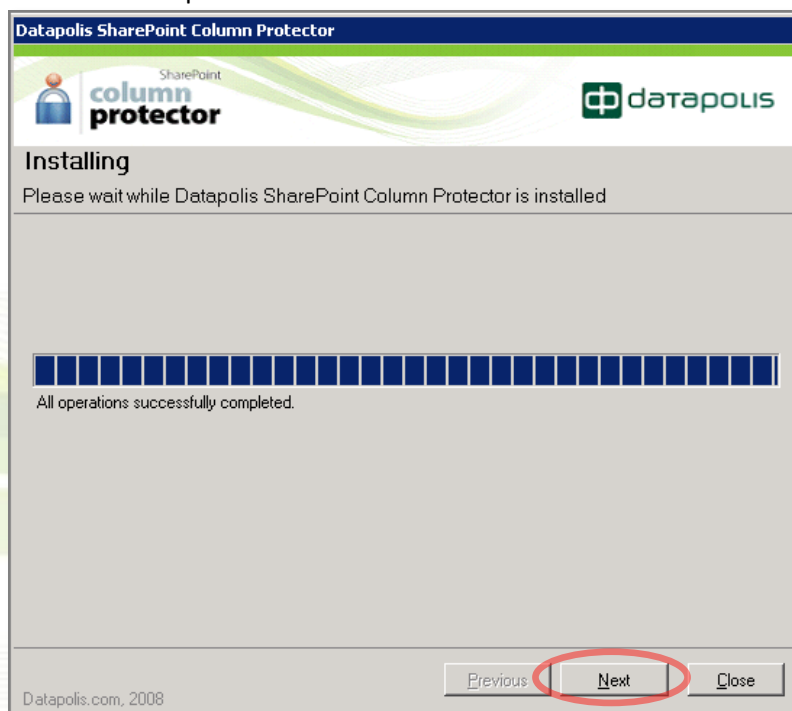 Datapolis SharePoint Column Protector
SharePoint
column
protector
datapolis
Installing
Please wait while Datapolis SharePoint Column Protector is installed
All operations successfully completed.
Previous Next Close
Datapolis.com, 2008